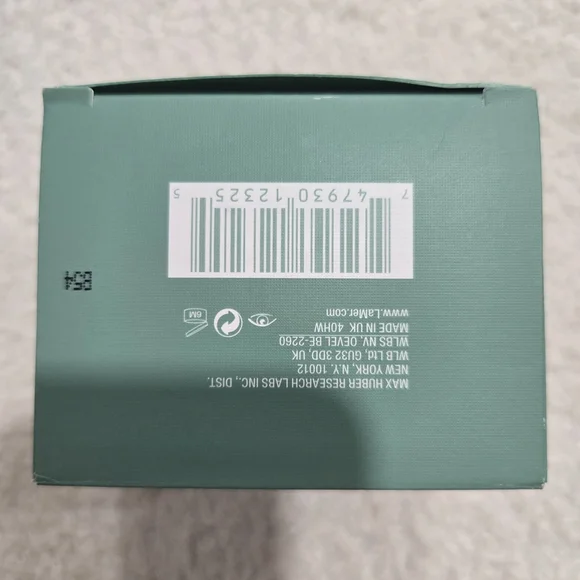 MAX HUBER RESEARCH LABS INC., DIST.
NEW YORK, N.Y. 10012
WLB Ltd, GU32 3DD, UK
WLBS NV, OEVEL BE-2260
MADE IN UK 40HW
www.LaMer.com
6M
7 47930 12325 5
B54